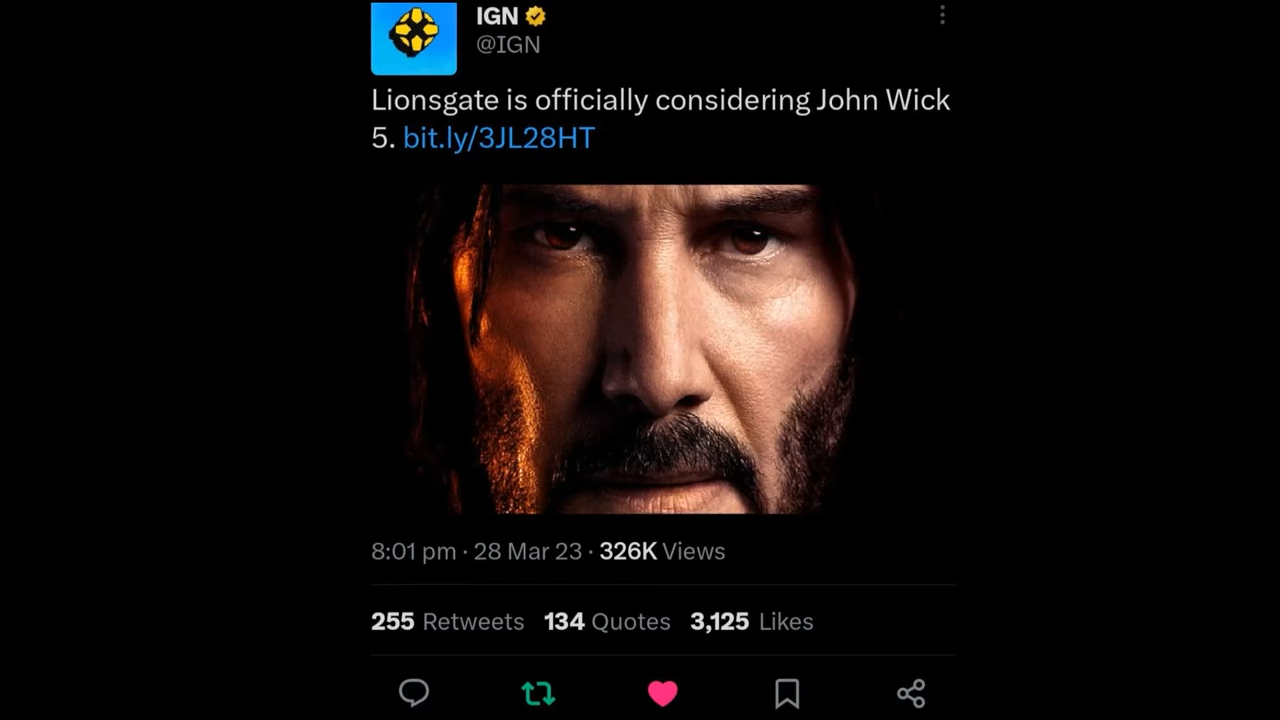 IGN
@IGN
Lionsgate is officially considering John Wick
5. bit.ly/3JL28HT
8:01 pm · 28 Mar 23 · 326K Views
255 Retweets 134 Quotes 3,125 Likes